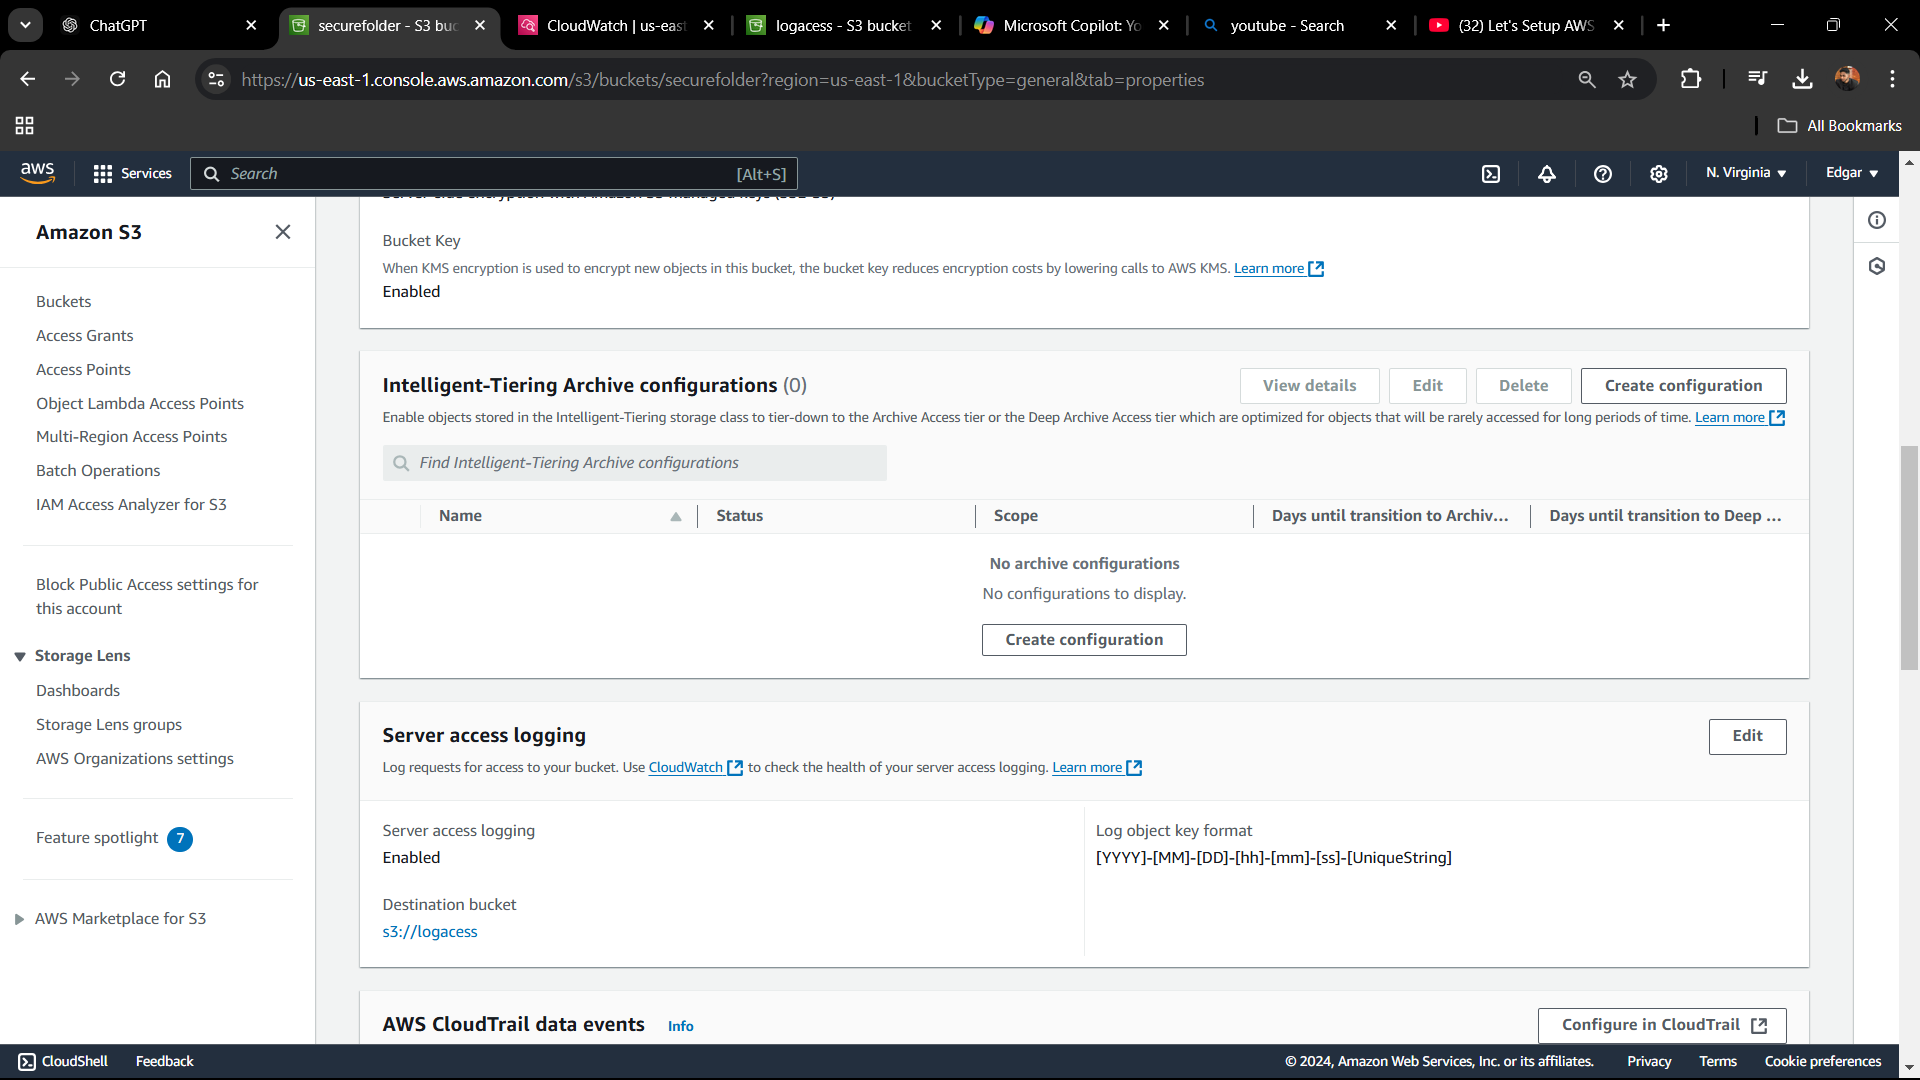 ChatGPT
securefolder - S3 buc
CloudWatch | us-east
logacess - S3 bucket
Microsoft Copilot: Yo
youtube - Search
(32) Let's Setup AWS
https://us-east-1.console.aws.amazon.com/s3/buckets/securefolder?region=us-east-1&bucketType=general&tab=properties
All Bookmarks
aws
Services
Search
[Alt+S]
N. Virginia
Edgar
Amazon S3
Buckets
Access Grants
Access Points
Object Lambda Access Points
Multi-Region Access Points
Batch Operations
IAM Access Analyzer for S3
Block Public Access settings for
this account
Storage Lens
Dashboards
Storage Lens groups
AWS Organizations settings
Feature spotlight 7
AWS Marketplace for S3
Bucket Key
When KMS encryption is used to encrypt new objects in this bucket, the bucket key reduces encryption costs by lowering calls to AWS KMS. Learn more
Enabled
Intelligent-Tiering Archive configurations (0)
View details
Edit
Delete
Create configuration
Enable objects stored in the Intelligent-Tiering storage class to tier-down to the Archive Access tier or the Deep Archive Access tier which are optimized for objects that will be rarely accessed for long periods of time. Learn more
Find Intelligent-Tiering Archive configurations
Name
Status
Scope
Days until transition to Archiv...
Days until transition to Deep ...
No archive configurations
No configurations to display.
Create configuration
Server access logging
Edit
Log requests for access to your bucket. Use CloudWatch to check the health of your server access logging. Learn more
Server access logging
Enabled
Log object key format
[YYYY]-[MM]-[DD]-[hh]-[mm]-[ss]-[UniqueString]
Destination bucket
s3://logacess
AWS CloudTrail data events Info
Configure in CloudTrail
CloudShell
Feedback
© 2024, Amazon Web Services, Inc. or its affiliates.
Privacy
Terms
Cookie preferences